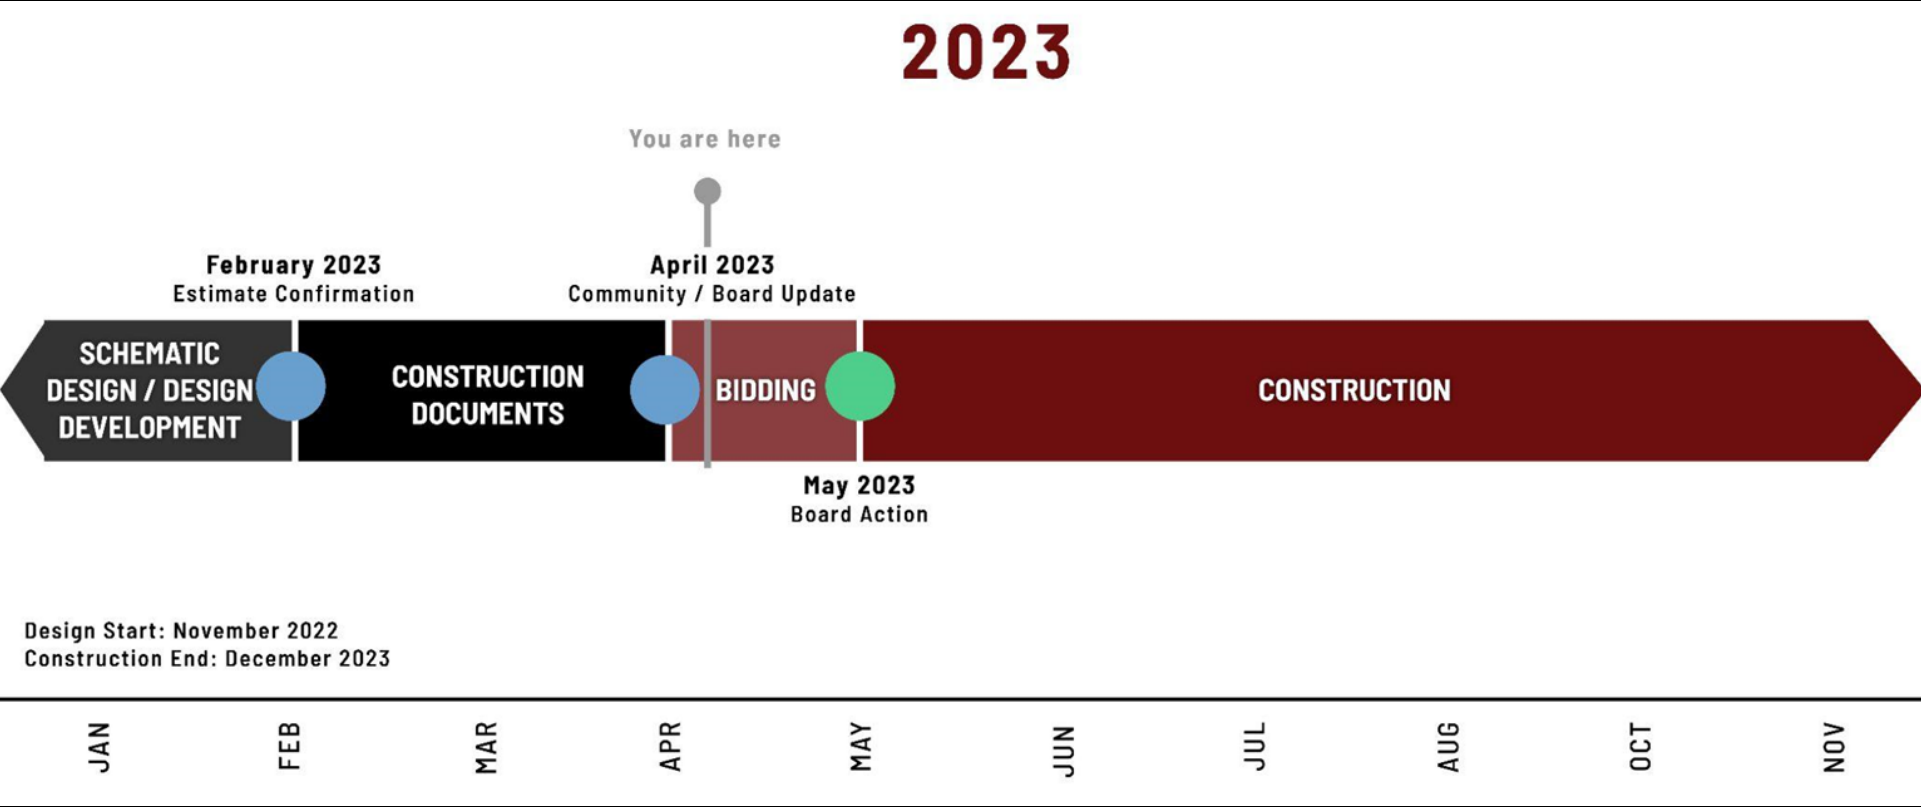 2023
You are here
February 2023
Estimate Confirmation
April 2023
Community / Board Update
SCHEMATIC
DESIGN / DESIGN
DEVELOPMENT
CONSTRUCTION
DOCUMENTS
BIDDING
CONSTRUCTION
May 2023
Board Action
Design Start: November 2022
Construction End: December 2023
JAN
FEB
MAR
APR
MAY
JUN
JUL
AUG
OCT
NOV